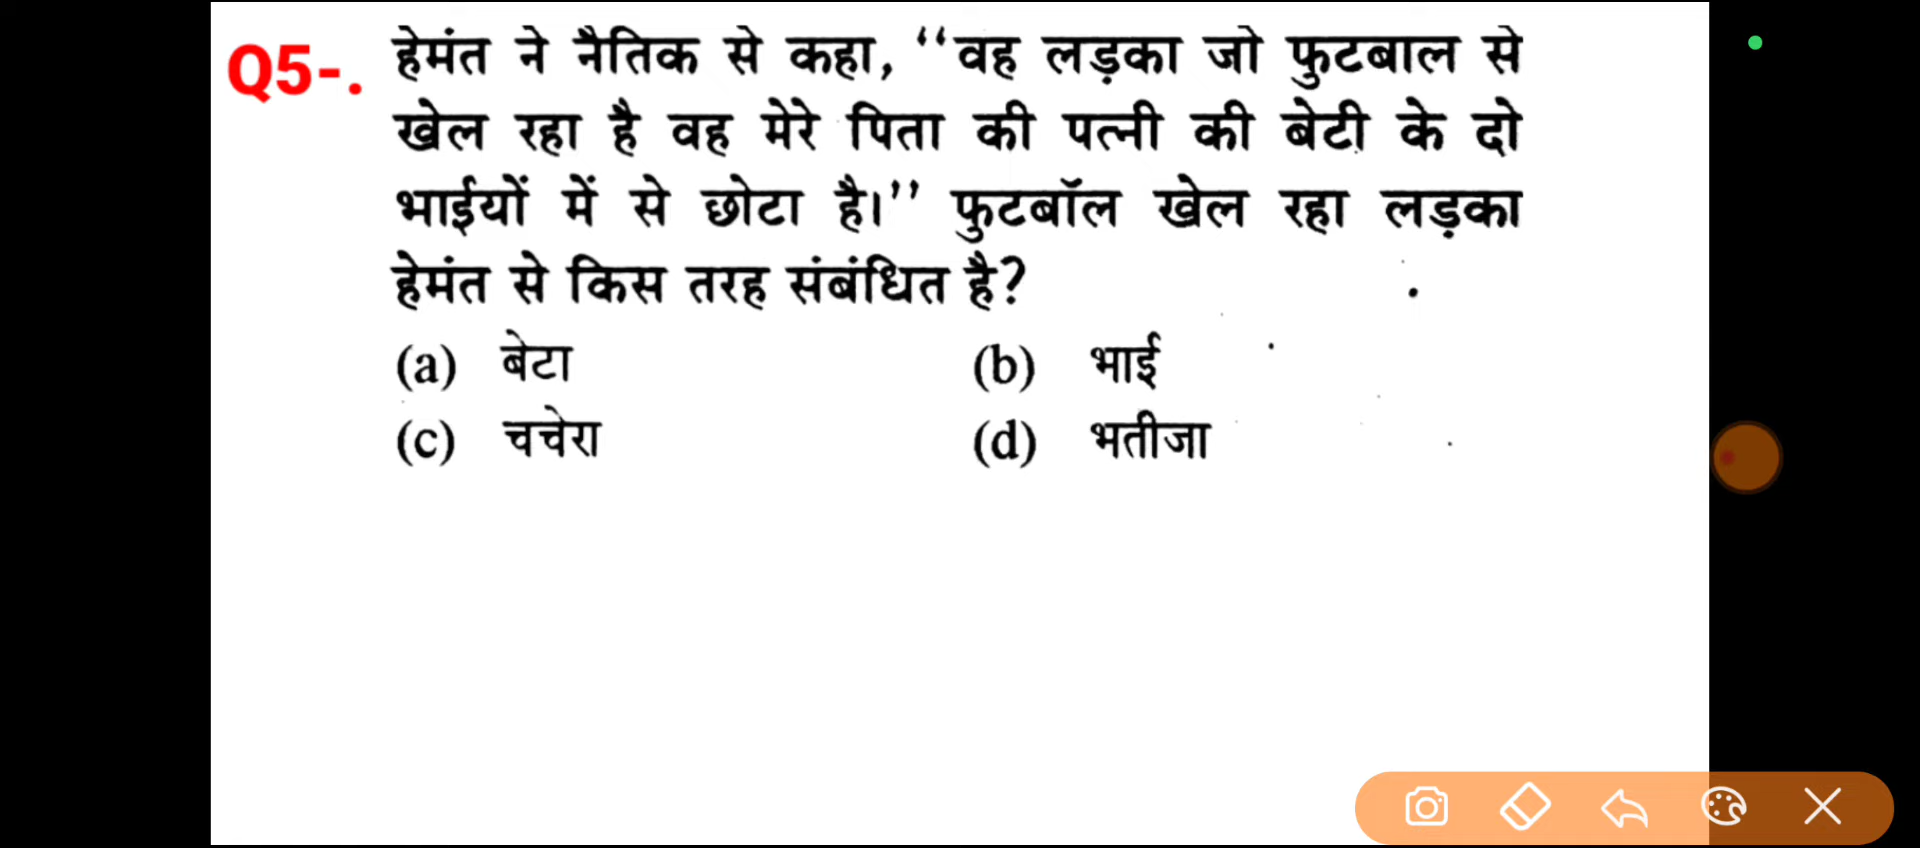 Q5-. हेमंत ने नैतिक से कहा, ‘‘वह लड़का जो फुटबाल से
खेल रहा है वह मेरे पिता की पत्नी की बेटी के दो
भाईयों में से छोटा है।’’ फुटबॉल खेल रहा लड़का
हेमंत से किस तरह संबंधित है?
(a) बेटा (b) भाई
(c) चचेरा (d) भतीजा